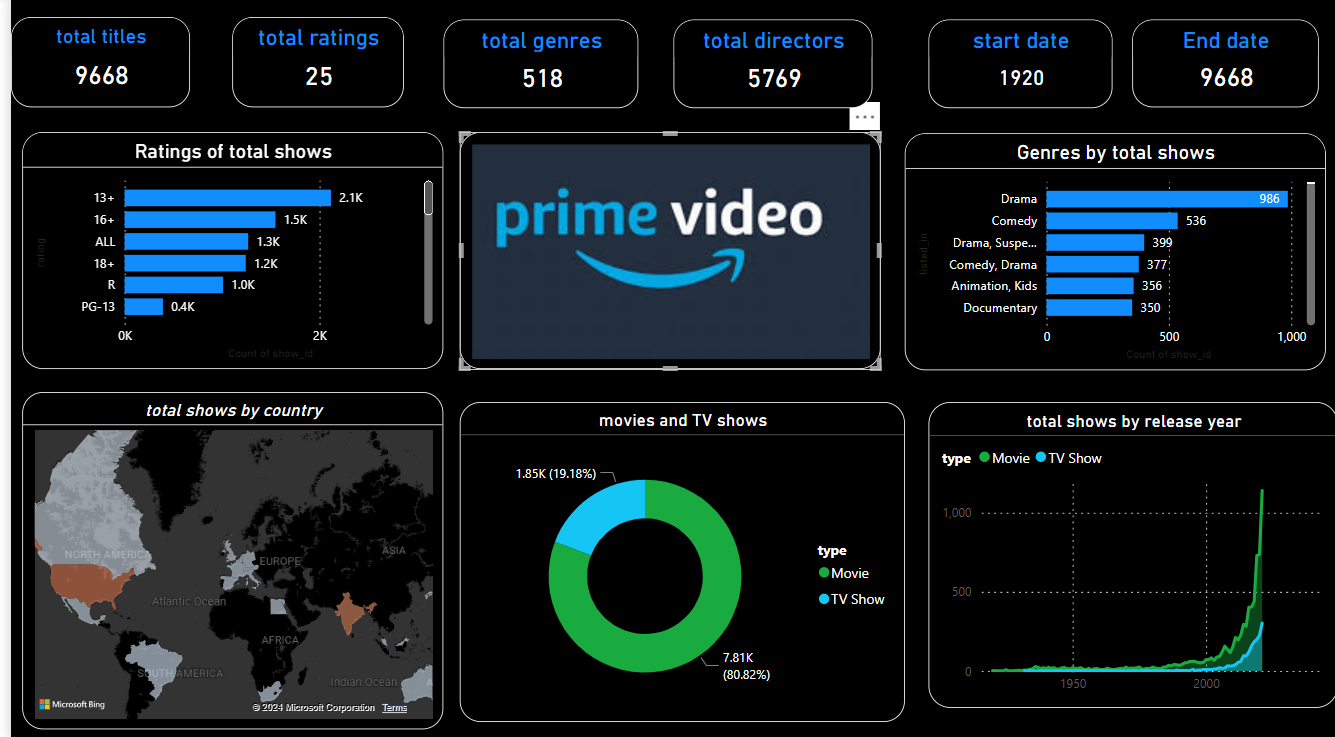 total titles
9668
total ratings
25
total genres
518
total directors
5769
start date
1920
End date
9668
Ratings of total shows
rating
13+ 2.1K
16+ 1.5K
ALL 1.3K
18+ 1.2K
R 1.0K
PG-13 0.4K
0K 2K
Count of show_id
prime video
Genres by total shows
listed_in
Drama 986
Comedy 536
Drama, Suspe... 399
Comedy, Drama 377
Animation, Kids 356
Documentary 350
0 500 1,000
Count of show_id
total shows by country
NORTH AMERICA
EUROPE
ASIA
Atlantic Ocean
AFRICA
SOUTH AMERICA
Indian Ocean
A
Microsoft Bing
© 2024 Microsoft Corporation Terms
movies and TV shows
1.85K (19.18%)
7.81K
(80.82%)
type
Movie
TV Show
total shows by release year
type Movie TV Show
1,000
500
0
1950 2000